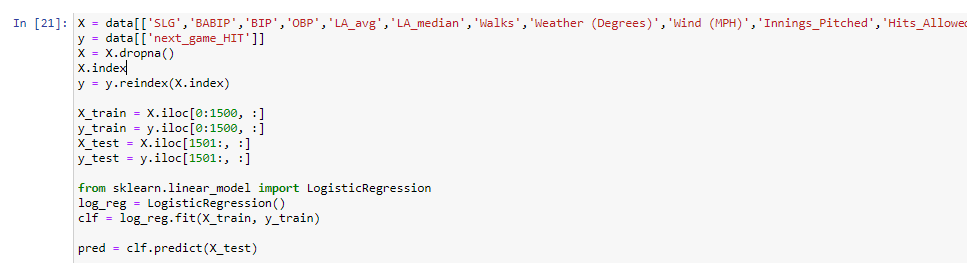 In [21]: X = data[['SLG','BABIP','BIP','OBP','LA_avg','LA_median','Walks','Weather (Degrees)','Wind (MPH)','Innings_Pitched','Hits_Allowed
y = data[['next_game_HIT']]
X = X.dropna()
X.index
y = y.reindex(X.index)
X_train = X.iloc[0:1500, :]
y_train = y.iloc[0:1500, :]
X_test = X.iloc[1501:, :]
y_test = y.iloc[1501:, :]
from sklearn.linear_model import LogisticRegression
log_reg = LogisticRegression()
clf = log_reg.fit(X_train, y_train)
pred = clf.predict(X_test)